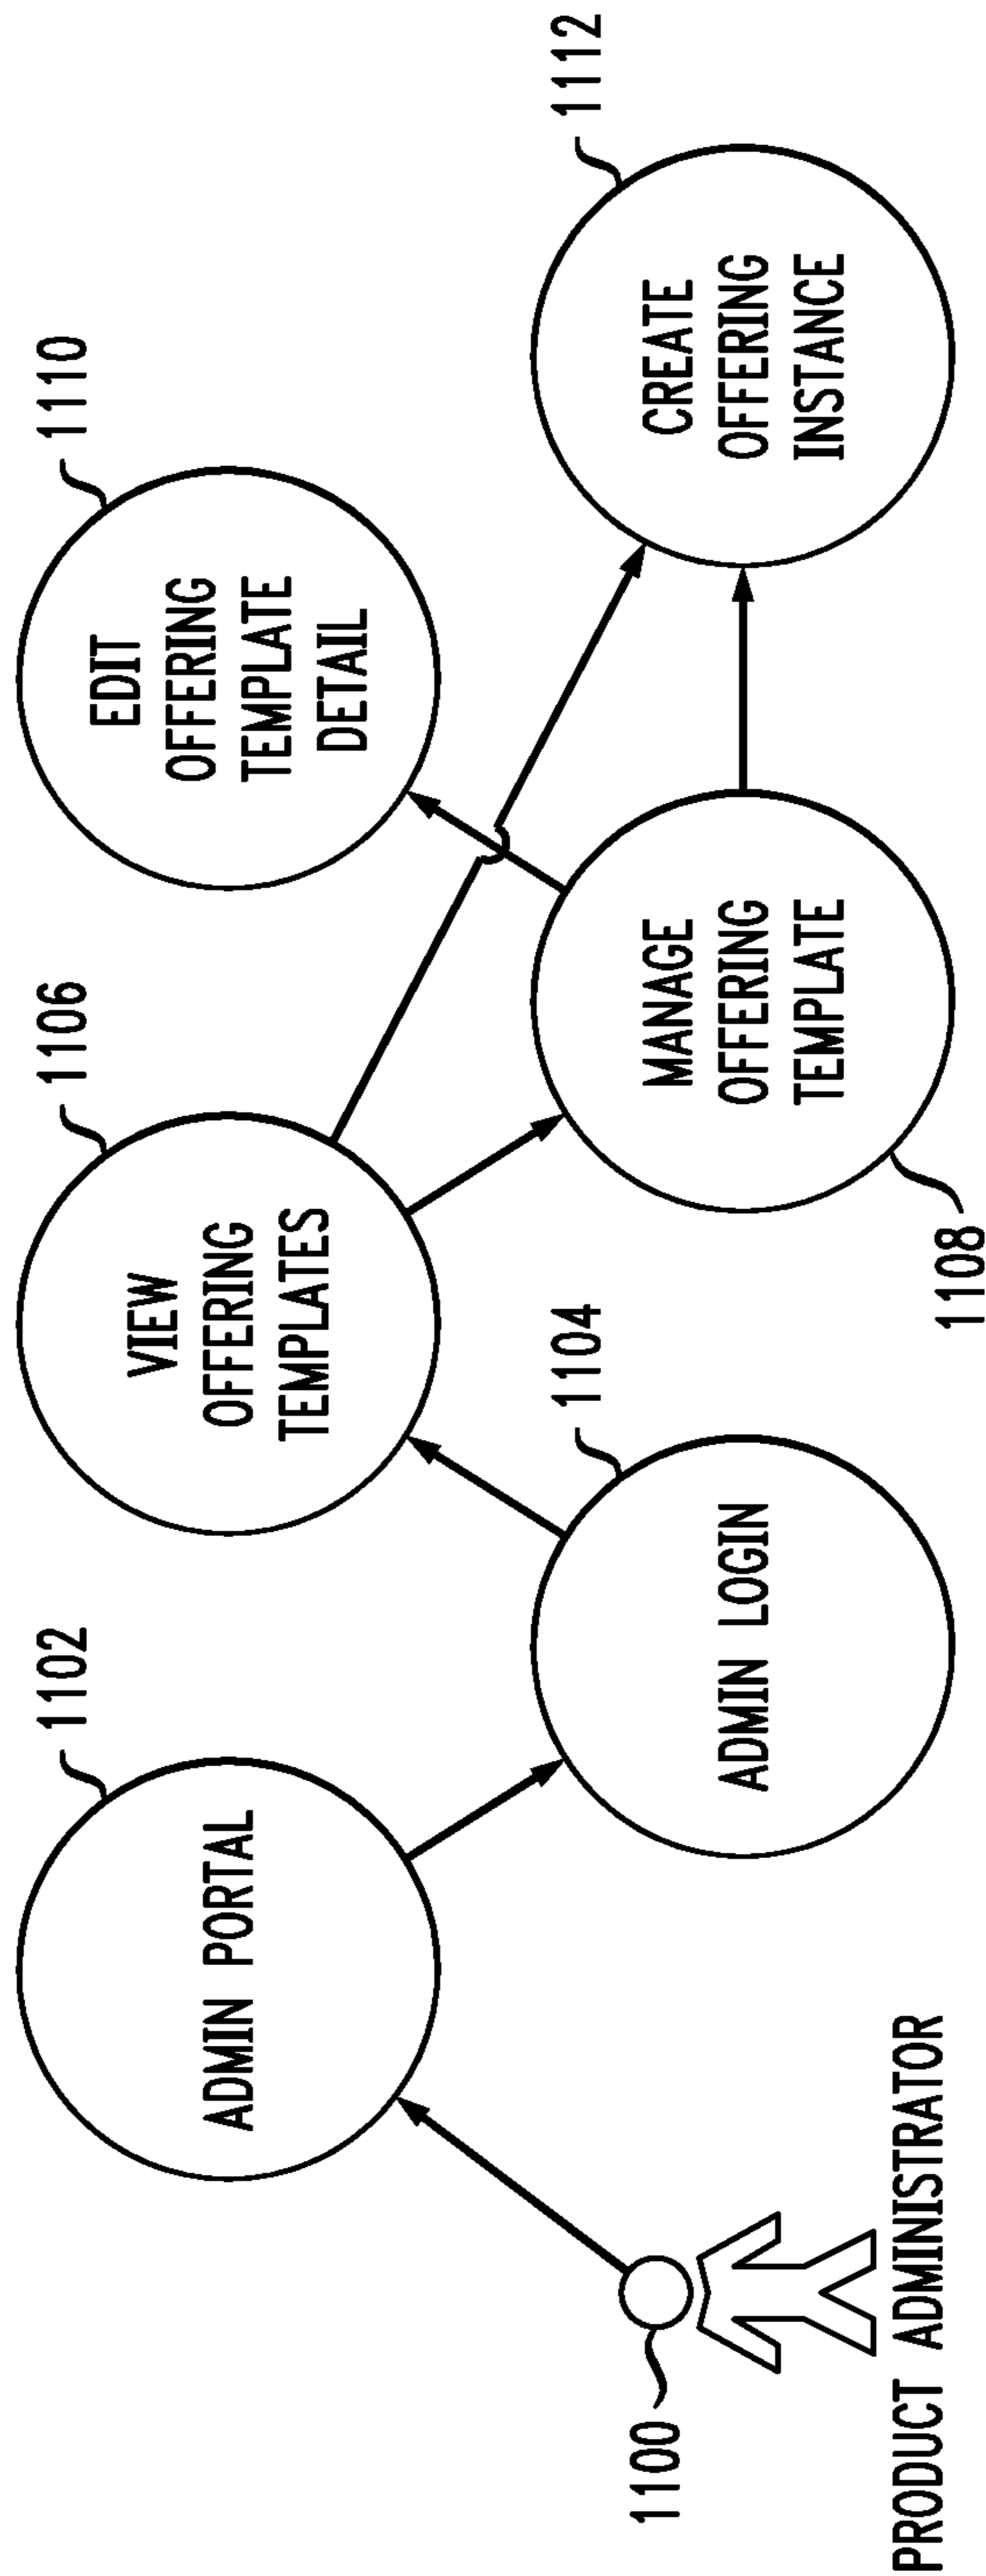 1100
PRODUCT ADMINISTRATOR
1102
ADMIN PORTAL
1104
ADMIN LOGIN
1106
VIEW
OFFERING
TEMPLATES
1108
MANAGE
OFFERING
TEMPLATE
1110
EDIT
OFFERING
TEMPLATE
DETAIL
1112
CREATE
OFFERING
INSTANCE